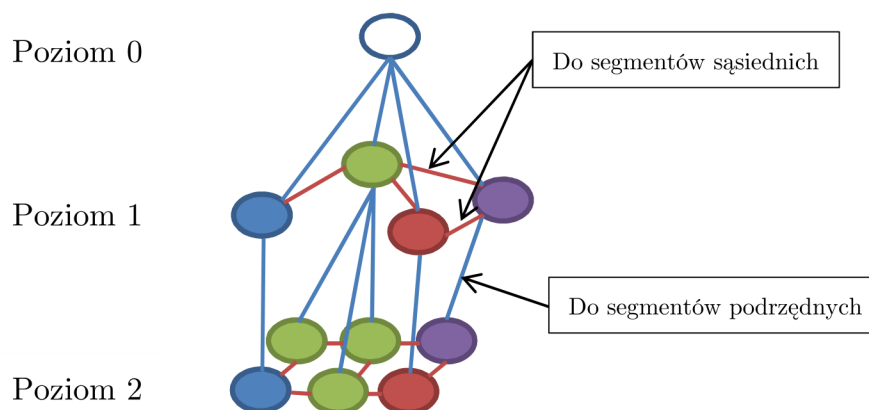 Poziom 0
Do segmentów sąsiednich
Poziom 1
Do segmentów podrzędnych
Poziom 2